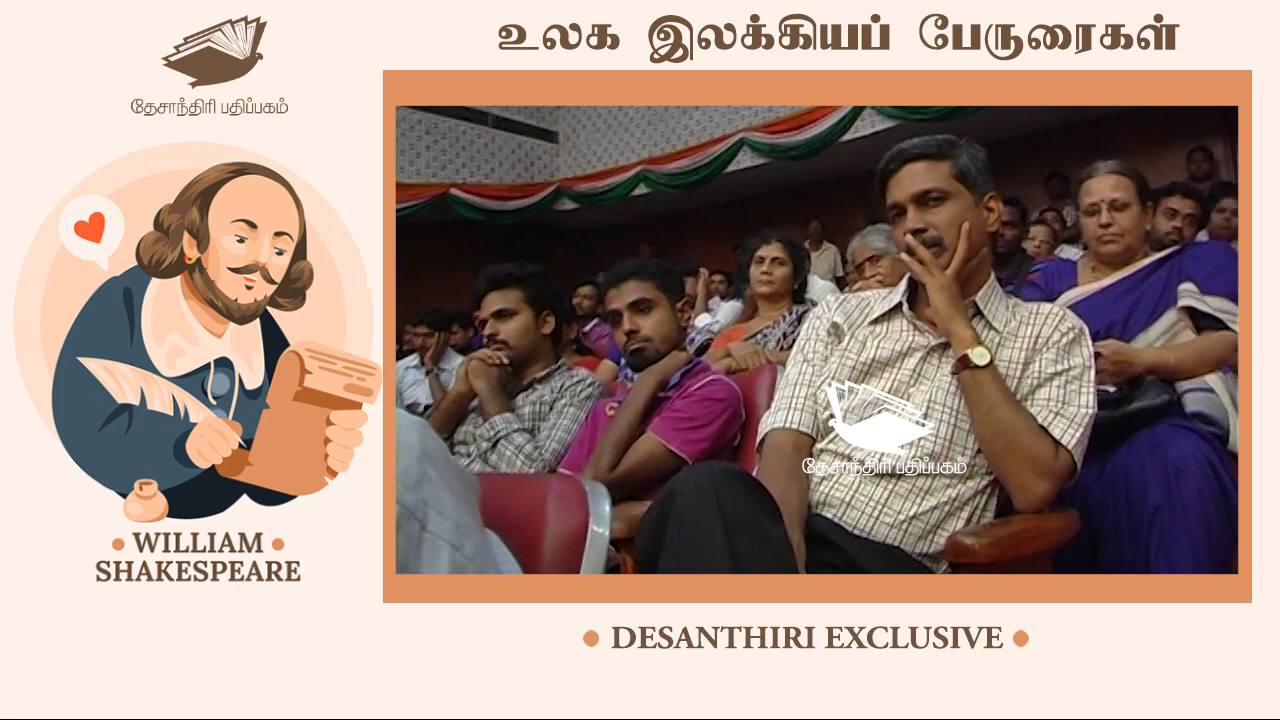 உலக இலக்கியப் பேருரைகள்
தேசாந்திரி பதிப்பகம்
தேசாந்திரி பதிப்பகம்
WILLIAM
SHAKESPEARE
DESANTHIRI EXCLUSIVE